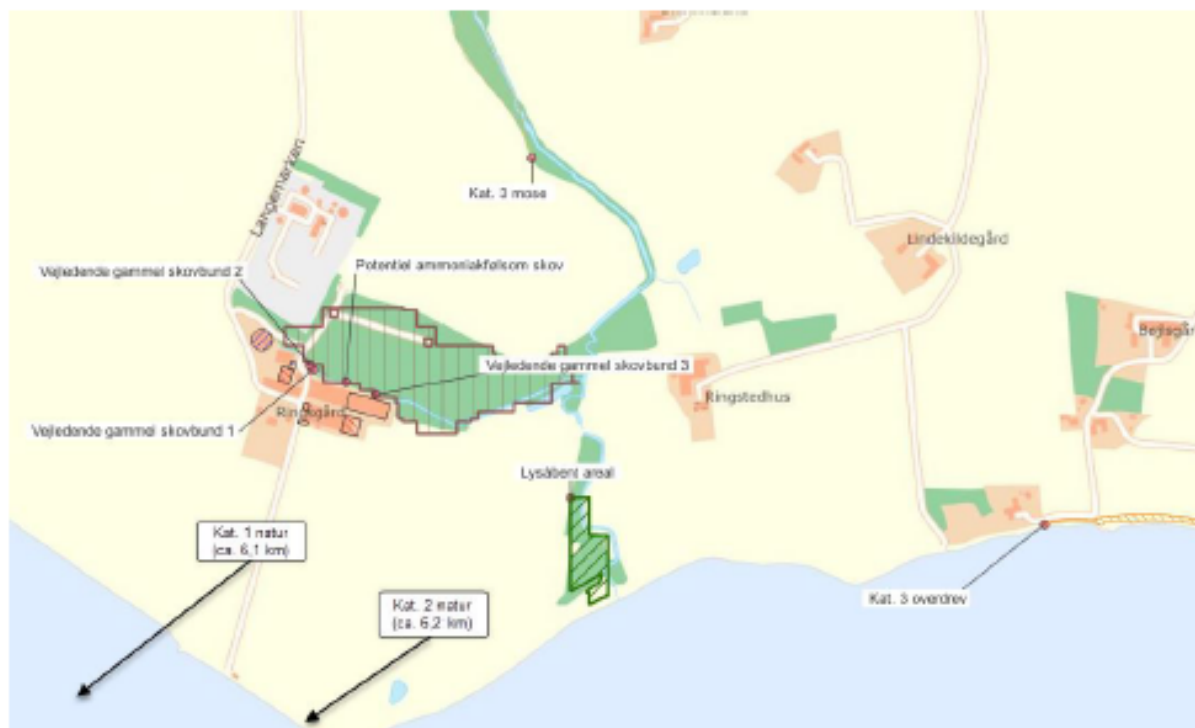 Langemarken
Kat. 3 mose
Lindekildegård
Vejledende gammel skovbund 2
Potentiel ammoniakfølsom skov
Vejledende gammel skovbund 3
Ringstedhus
Vejledende gammel skovbund 1
Lysåbent areal
Kat. 1 natur
(ca. 6,1 km)
Kat. 2 natur
(ca. 6,2 km)
Kat. 3 overdrev